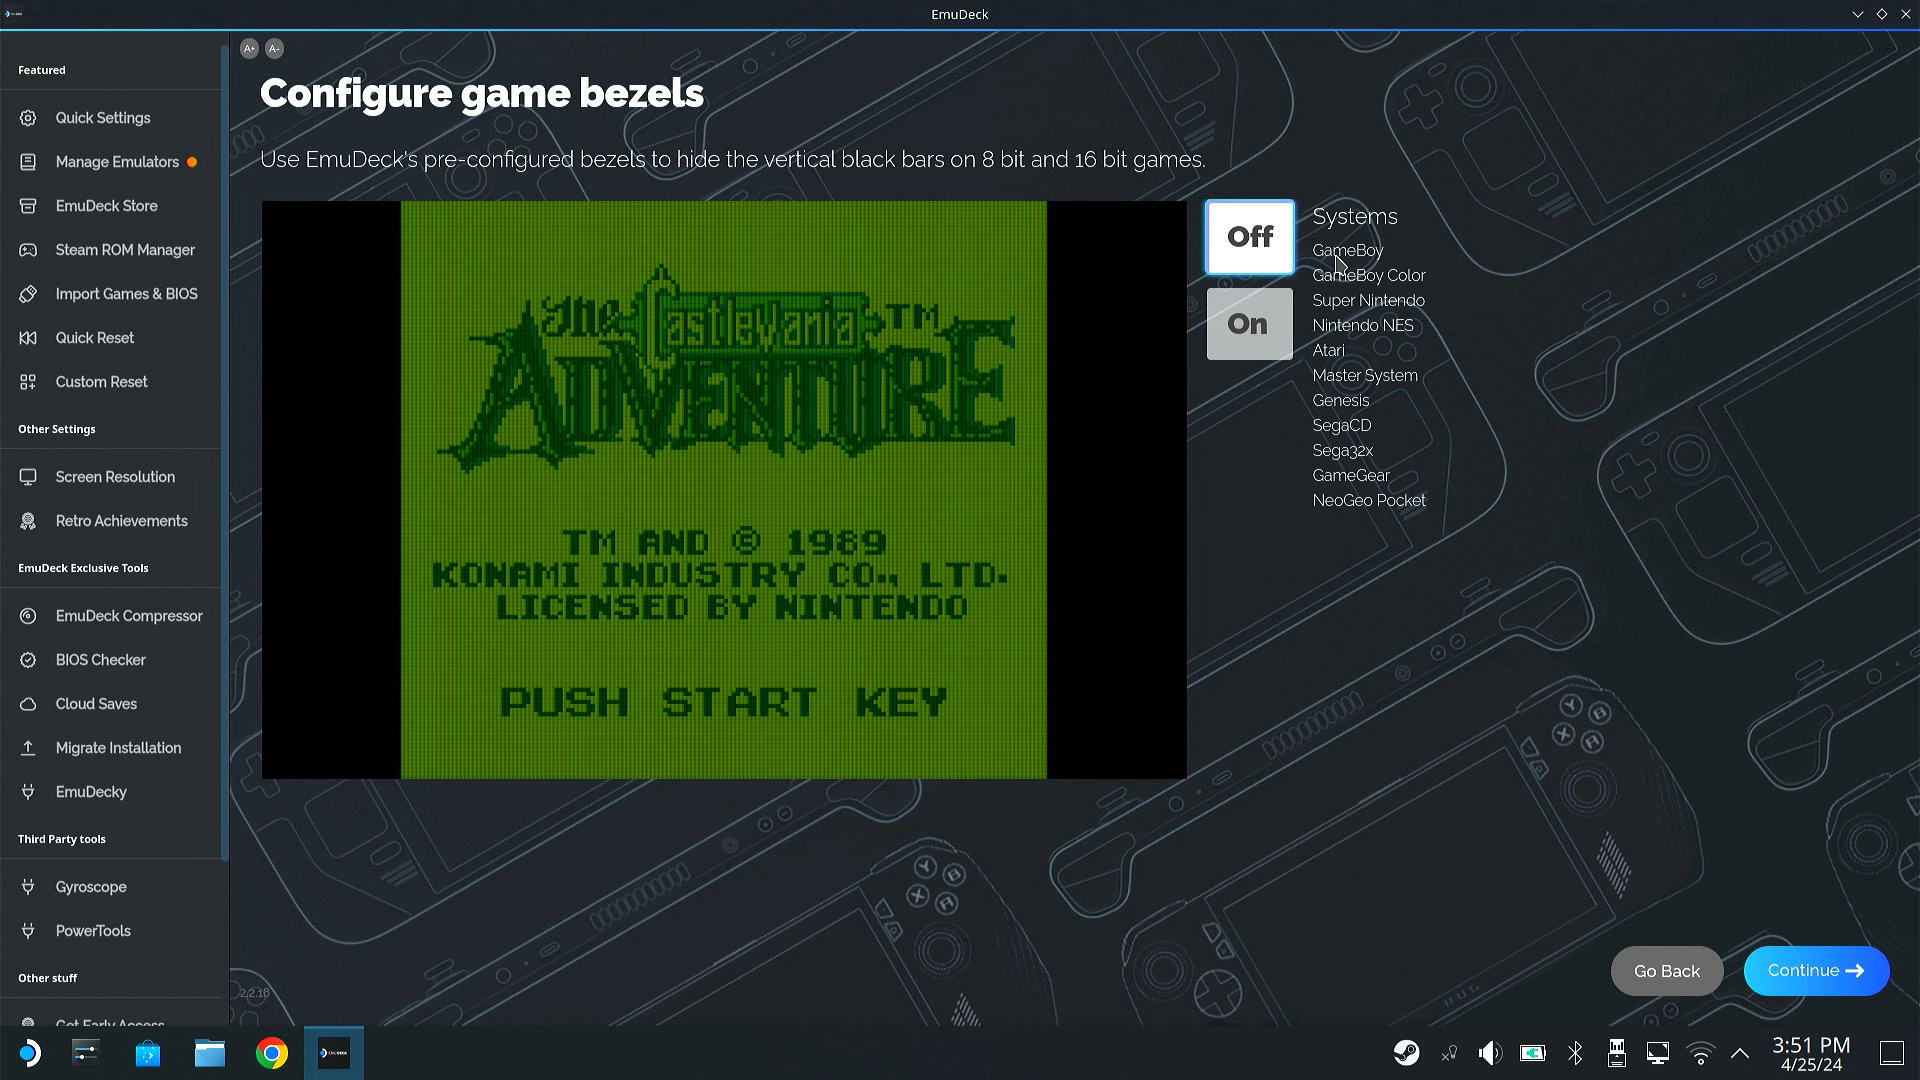 EmuDeck
A+ A-
Featured
Quick Settings
Manage Emulators
EmuDeck Store
Steam ROM Manager
Import Games & BIOS
Quick Reset
Custom Reset
Other Settings
Screen Resolution
Retro Achievements
EmuDeck Exclusive Tools
EmuDeck Compressor
BIOS Checker
Cloud Saves
Migrate Installation
EmuDecky
Third Party tools
Gyroscope
PowerTools
Other stuff
Get Early Access
Configure game bezels
Use EmuDeck's pre-configured bezels to hide the vertical black bars on 8 bit and 16 bit games.
The Castlevania™
ADVENTURE
TM AND © 1989
KONAMI INDUSTRY CO., LTD.
LICENSED BY NINTENDO
PUSH START KEY
Off
On
Systems
GameBoy
GameBoy Color
Super Nintendo
Nintendo NES
Atari
Master System
Genesis
SegaCD
Sega32x
GameGear
NeoGeo Pocket
2.2.18
Go Back
Continue
3:51 PM
4/25/24